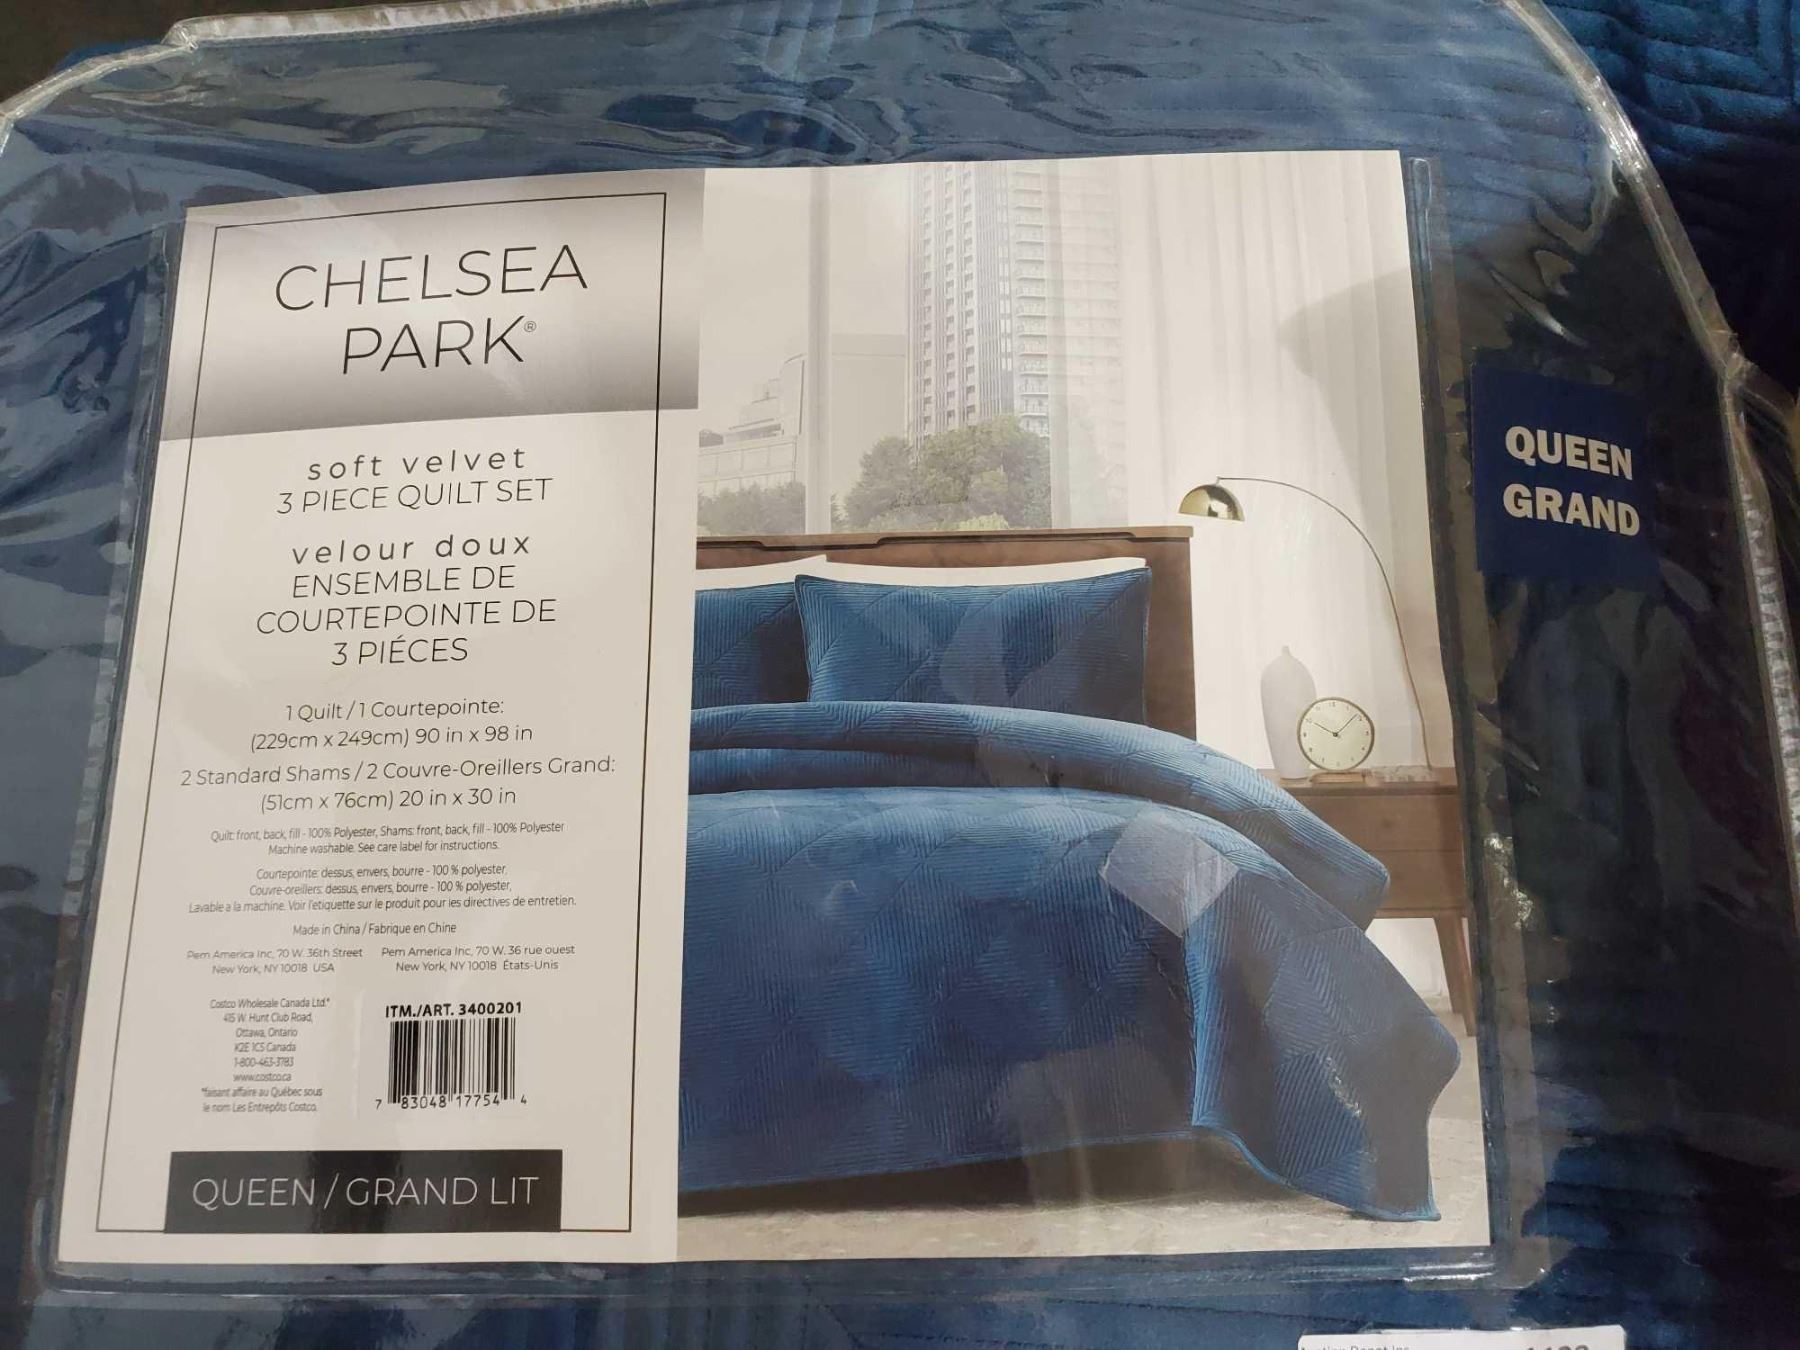 CHELSEA
PARK®
soft velvet
3 PIECE QUILT SET
velour doux
ENSEMBLE DE
COURTEPOINTE DE
3 PIÉCES
1 Quilt / 1 Courtepointe:
(229cm x 249cm) 90 in x 98 in
2 Standard Shams / 2 Couvre-Oreillers Grand:
(51cm x 76cm) 20 in x 30 in
Quilt: front, back, fill - 100% Polyester, Shams: front, back, fill - 100% Polyester
Machine washable. See care label for instructions.
Courtepointe: dessus, envers, bourre - 100 % polyester,
Couvre-oreillers: dessus, envers, bourre - 100 % polyester,
Lavable a la machine. Voir l'etiquette sur le produit pour les directives de entretien.
Made in China / Fabrique en Chine
Pem America Inc, 70 W. 36th Street
New York, NY 10018 USA
Pem America Inc, 70 W. 36 rue ouest
New York, NY 10018 États-Unis
Costco Wholesale Canada Ltd.*
415 W. Hunt Club Road,
Ottawa, Ontario
K2E 1C5 Canada
1-800-463-3783
www.costco.ca
*faisant affaire au Québec sous
le nom Les Entrepôts Costco.
ITM./ART. 3400201
7 83048 17754 4
QUEEN / GRAND LIT
QUEEN
GRAND